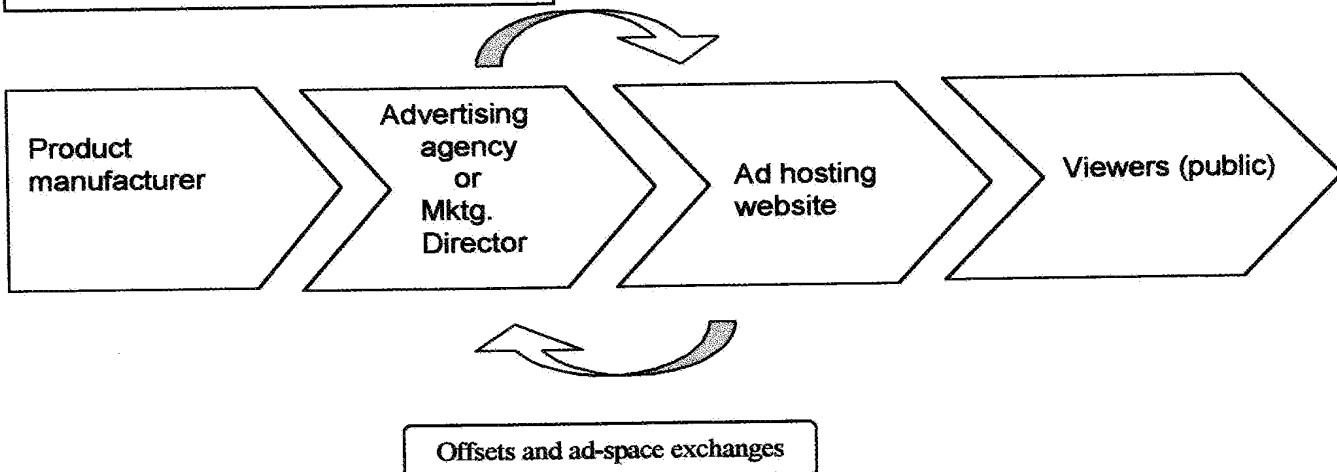 Product
manufacturer
Advertising
agency
or
Mktg.
Director
Ad hosting
website
Viewers (public)
Offsets and ad-space exchanges